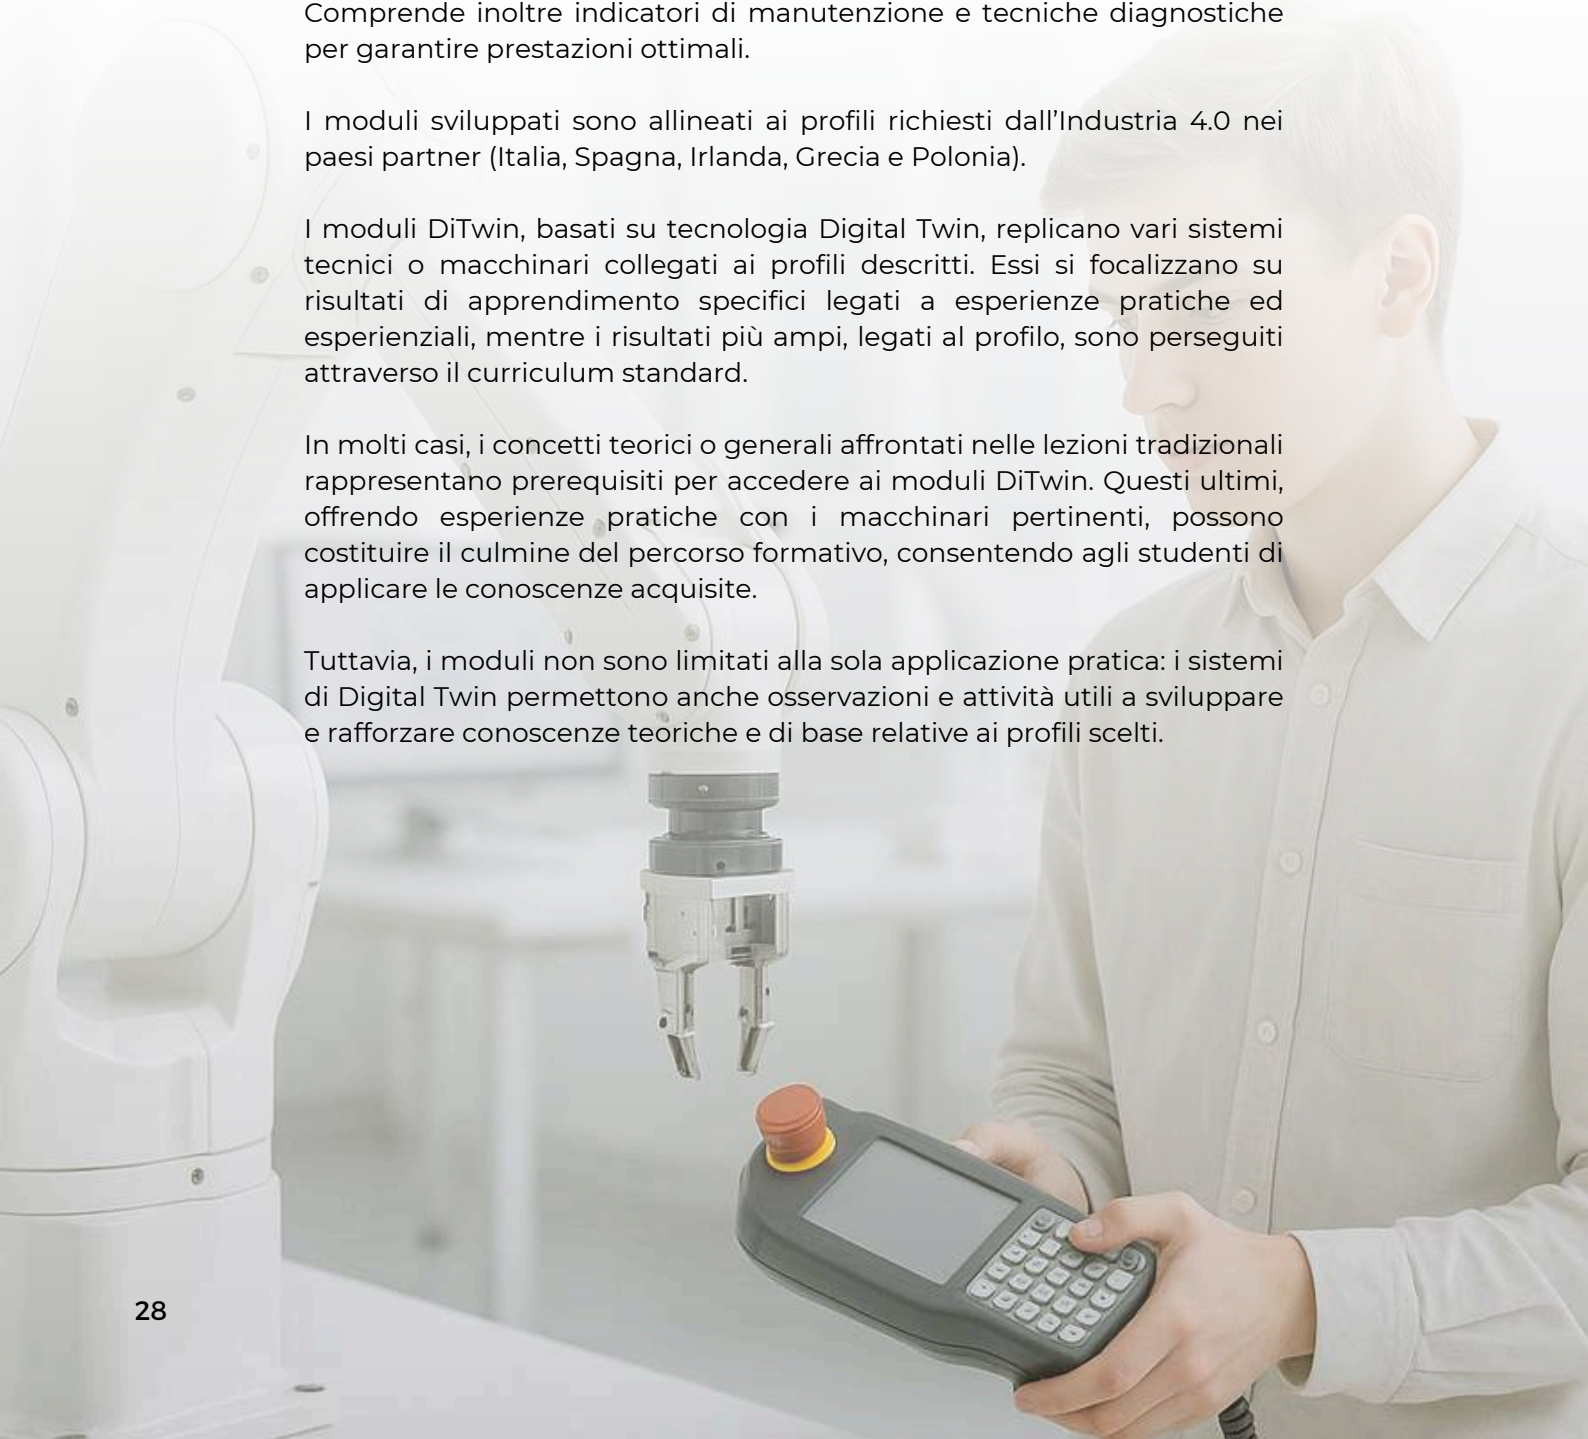 Comprende inoltre indicatori di manutenzione e tecniche diagnostiche
per garantire prestazioni ottimali.
I moduli sviluppati sono allineati ai profili richiesti dall’Industria 4.0 nei
paesi partner (Italia, Spagna, Irlanda, Grecia e Polonia).
I moduli DiTwin, basati su tecnologia Digital Twin, replicano vari sistemi
tecnici o macchinari collegati ai profili descritti. Essi si focalizzano su
risultati di apprendimento specifici legati a esperienze pratiche ed
esperienziali, mentre i risultati più ampi, legati al profilo, sono perseguiti
attraverso il curriculum standard.
In molti casi, i concetti teorici o generali affrontati nelle lezioni tradizionali
rappresentano prerequisiti per accedere ai moduli DiTwin. Questi ultimi,
offrendo esperienze pratiche con i macchinari pertinenti, possono
costituire il culmine del percorso formativo, consentendo agli studenti di
applicare le conoscenze acquisite.
Tuttavia, i moduli non sono limitati alla sola applicazione pratica: i sistemi
di Digital Twin permettono anche osservazioni e attività utili a sviluppare
e rafforzare conoscenze teoriche e di base relative ai profili scelti.
28